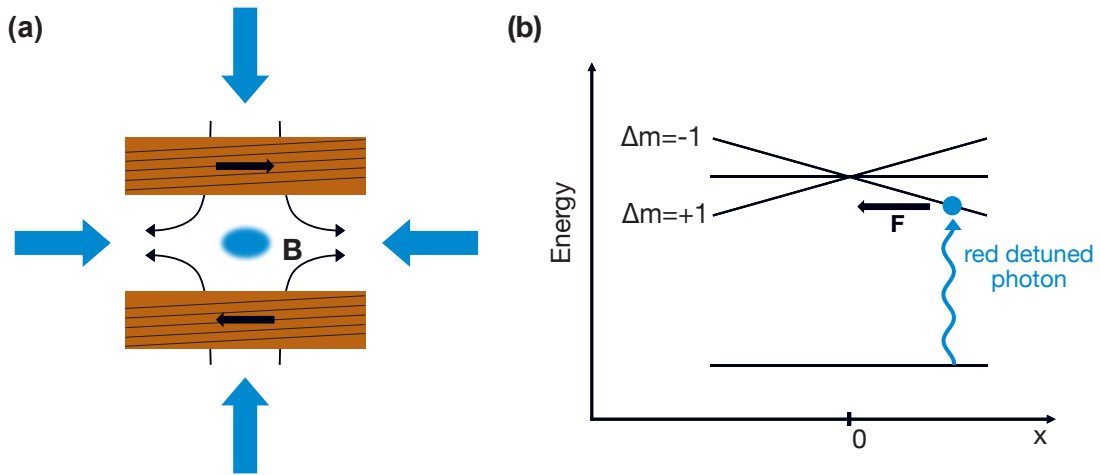 (a)
B
(b)
Energy
Δm=-1
Δm=+1
F
red detuned
photon
0
x